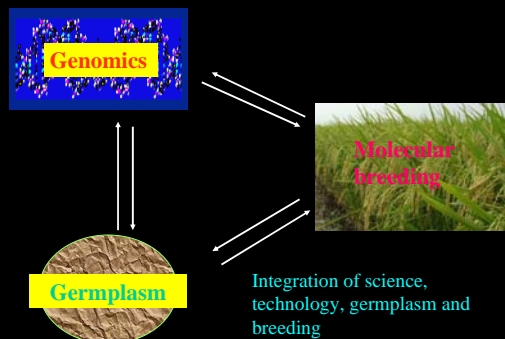 Genomics
Molecular
breeding
Germplasm
Integration of science,
technology, germplasm and
breeding